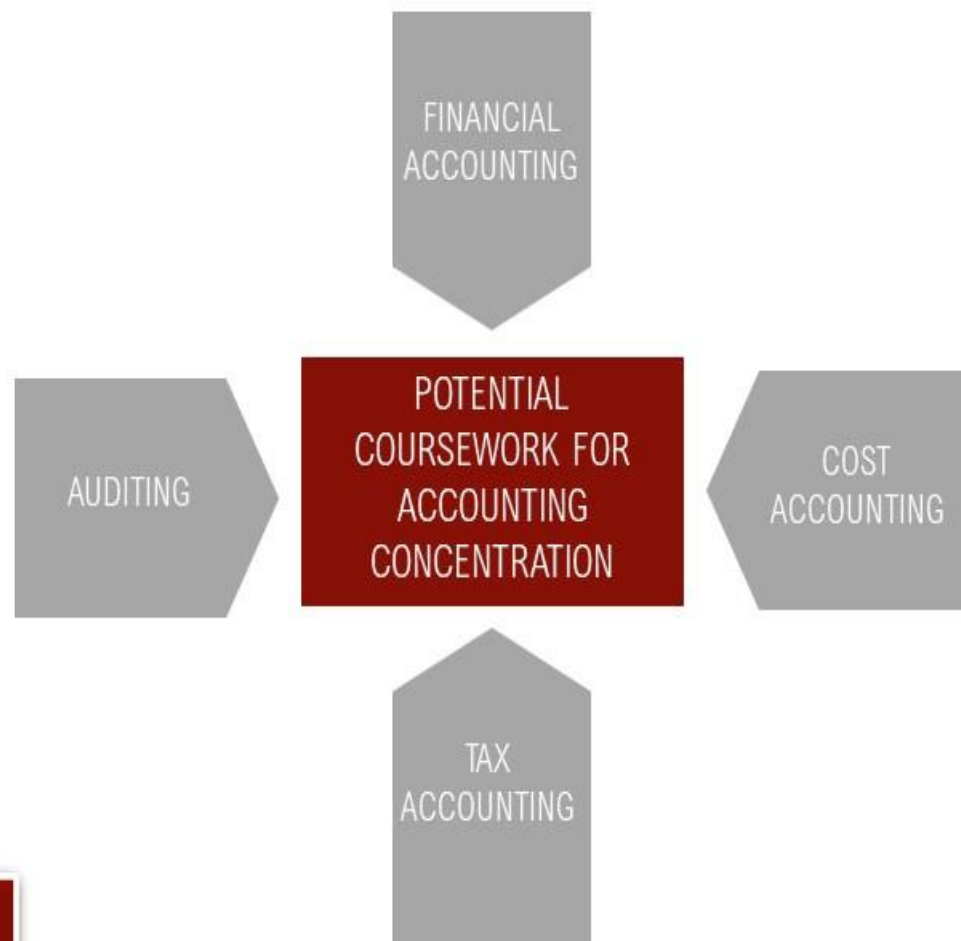 FINANCIAL
ACCOUNTING
AUDITING
POTENTIAL
COURSEWORK FOR
ACCOUNTING
CONCENTRATION
COST
ACCOUNTING
TAX
ACCOUNTING